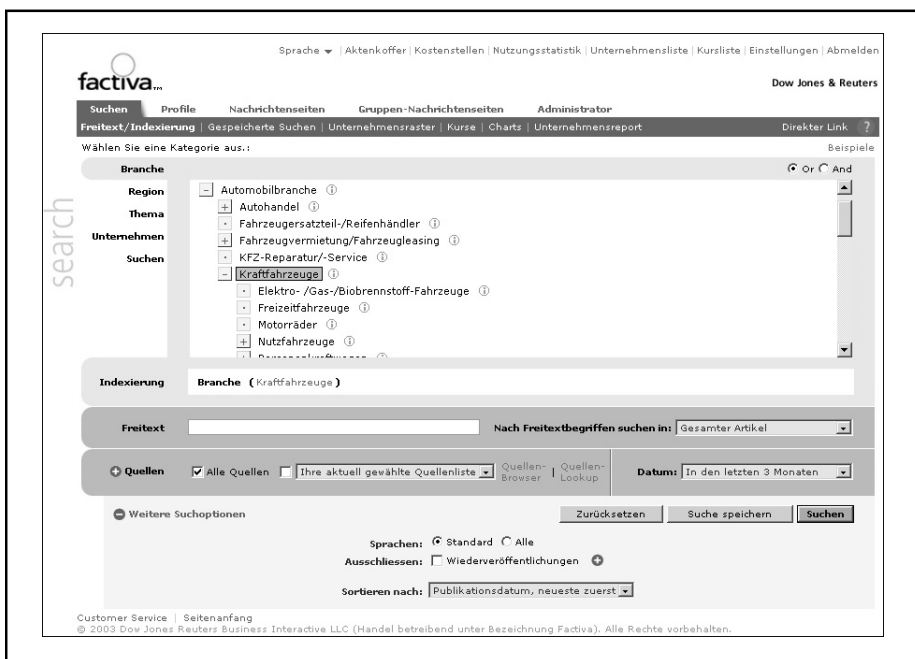 Sprache | Aktenkoffer | Kostenstellen | Nutzungsstatistik | Unternehmensliste | Kursliste | Einstellungen | Abmelden
factiva™
Dow Jones & Reuters
Suchen Profile Nachrichtenseiten Gruppen-Nachrichtenseiten Administrator
Freitext/Indexierung | Gespeicherte Suchen | Unternehmensraster | Kurse | Charts | Unternehmensreport Direkter Link ?
Wählen Sie eine Kategorie aus.: Beispiele
search
Branche Or And
Region
Thema
Unternehmen
Suchen
Automobilbranche
Autohandel
Fahrzeugersatzteil-/Reifenhändler
Fahrzeugvermietung/Fahrzeugleasing
KFZ-Reparatur/-Service
Kraftfahrzeuge
Elektro- /Gas-/Biobrennstoff-Fahrzeuge
Freizeitfahrzeuge
Motorräder
Nutzfahrzeuge
Indexierung Branche (Kraftfahrzeuge)
Freitext Nach Freitextbegriffen suchen in: Gesamter Artikel
Quellen Alle Quellen Ihre aktuell gewählte Quellenliste Quellen-Browser | Quellen-Lookup Datum: In den letzten 3 Monaten
Weitere Suchoptionen Zurücksetzen Suche speichern Suchen
Sprachen: Standard Alle
Ausschliessen: Wiederveröffentlichungen
Sortieren nach: Publikationsdatum, neueste zuerst
Customer Service | Seitenanfang
© 2003 Dow Jones Reuters Business Interactive LLC (Handel betreibend unter Bezeichnung Factiva). Alle Rechte vorbehalten.